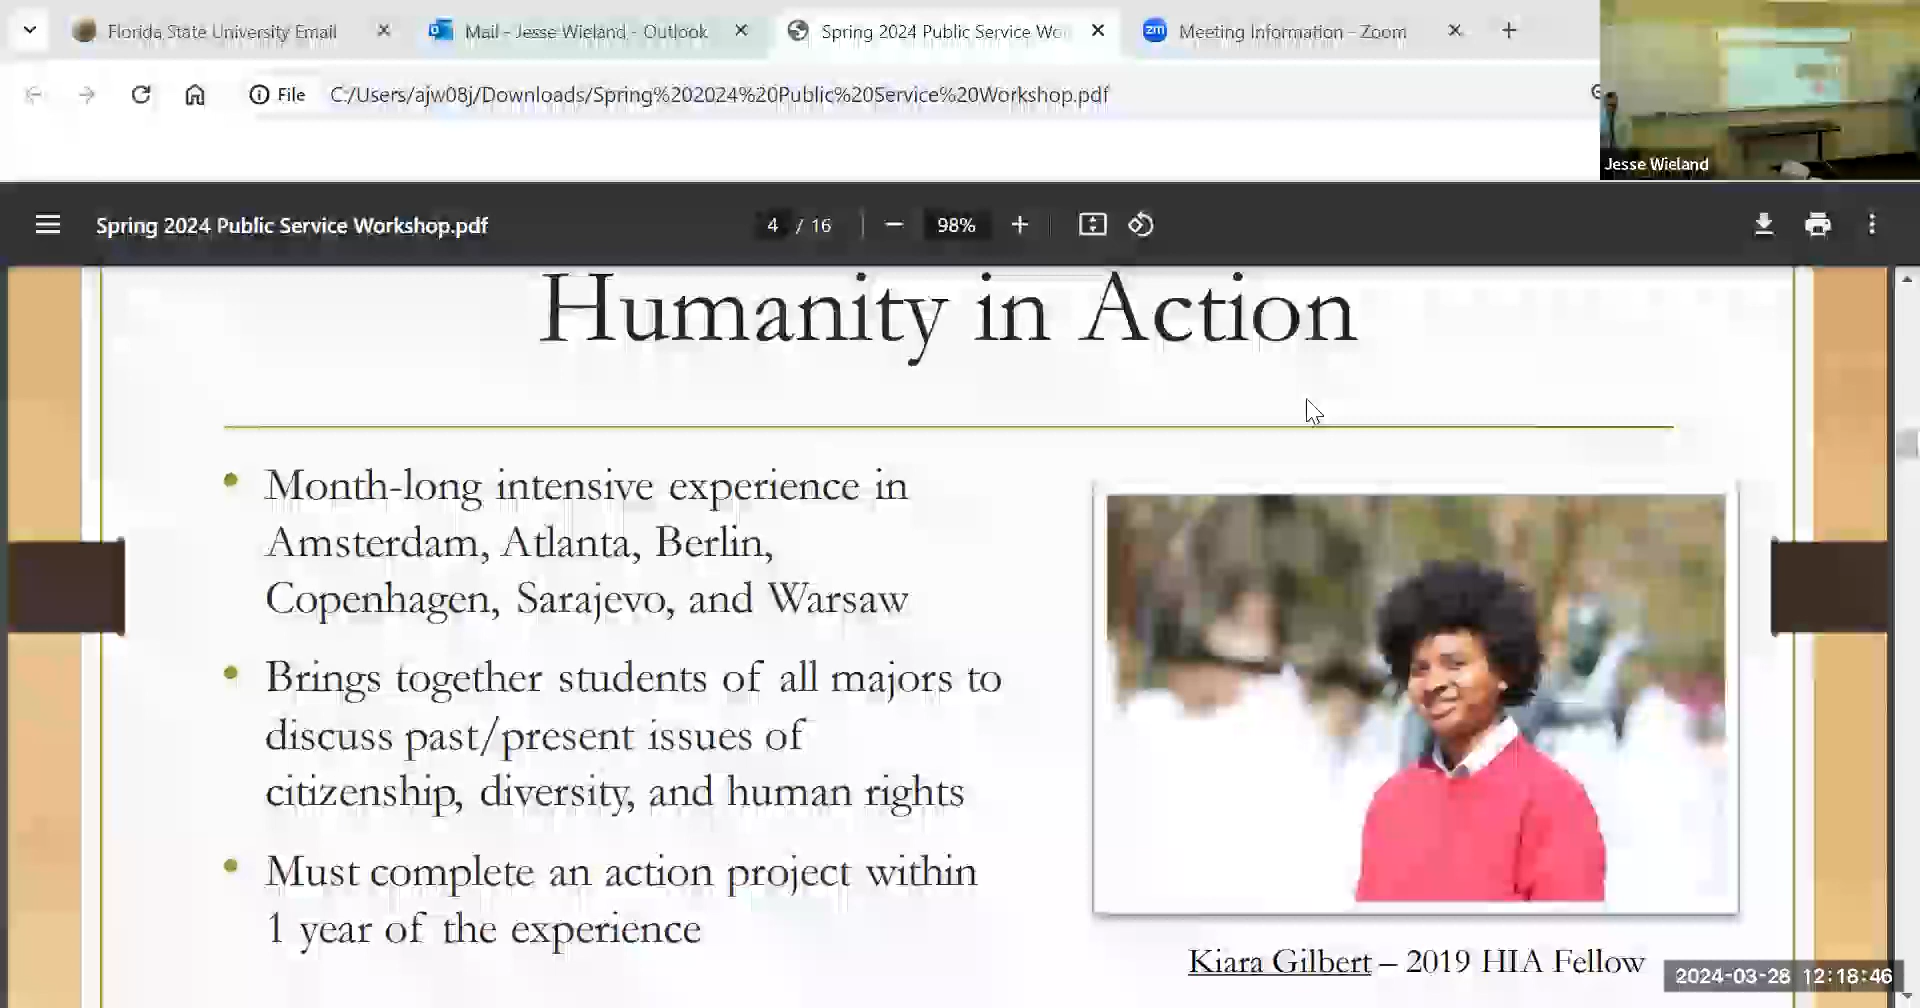 Florida State University Email
Mail - Jesse Wieland - Outlook
Spring 2024 Public Service Wo
zm Meeting Information - Zoom
File C:/Users/ajw08j/Downloads/Spring%202024%20Public%20Service%20Workshop.pdf
Jesse Wieland
Spring 2024 Public Service Workshop.pdf
4 / 16
98%
Humanity in Action
• Month-long intensive experience in
Amsterdam, Atlanta, Berlin,
Copenhagen, Sarajevo, and Warsaw
• Brings together students of all majors to
discuss past/present issues of
citizenship, diversity, and human rights
• Must complete an action project within
1 year of the experience
Kiara Gilbert – 2019 HIA Fellow
2024-03-28 12:18:46